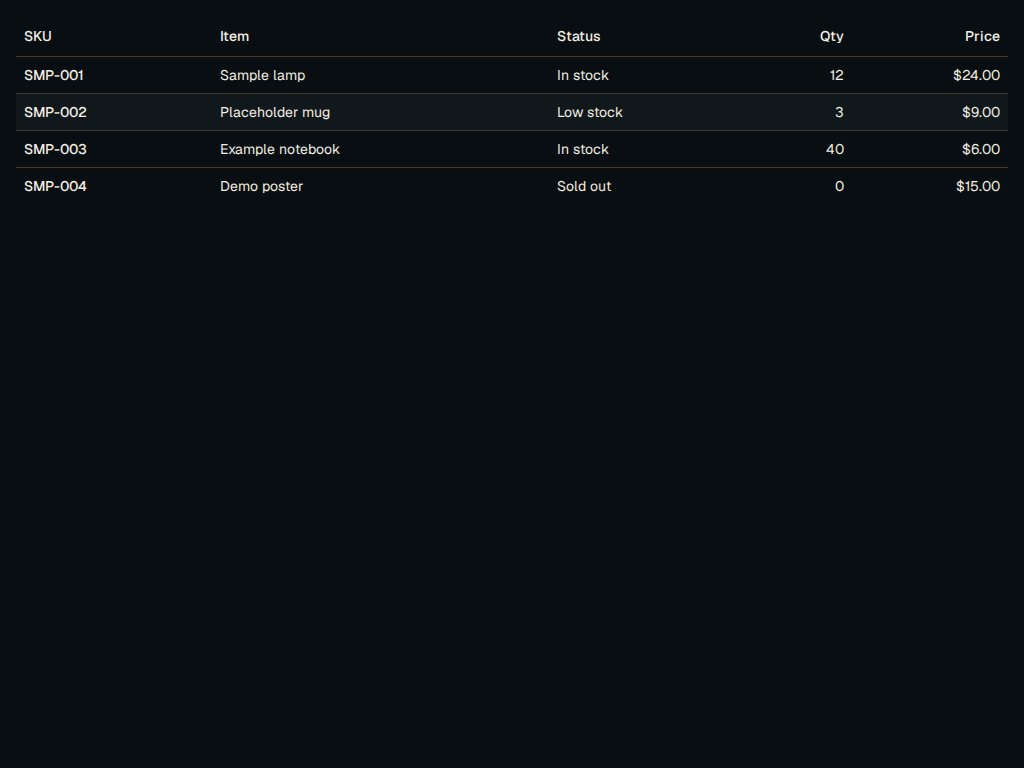 SKU Item Status Qty Price
SMP-001 Sample lamp In stock 12 $24.00
SMP-002 Placeholder mug Low stock 3 $9.00
SMP-003 Example notebook In stock 40 $6.00
SMP-004 Demo poster Sold out 0 $15.00